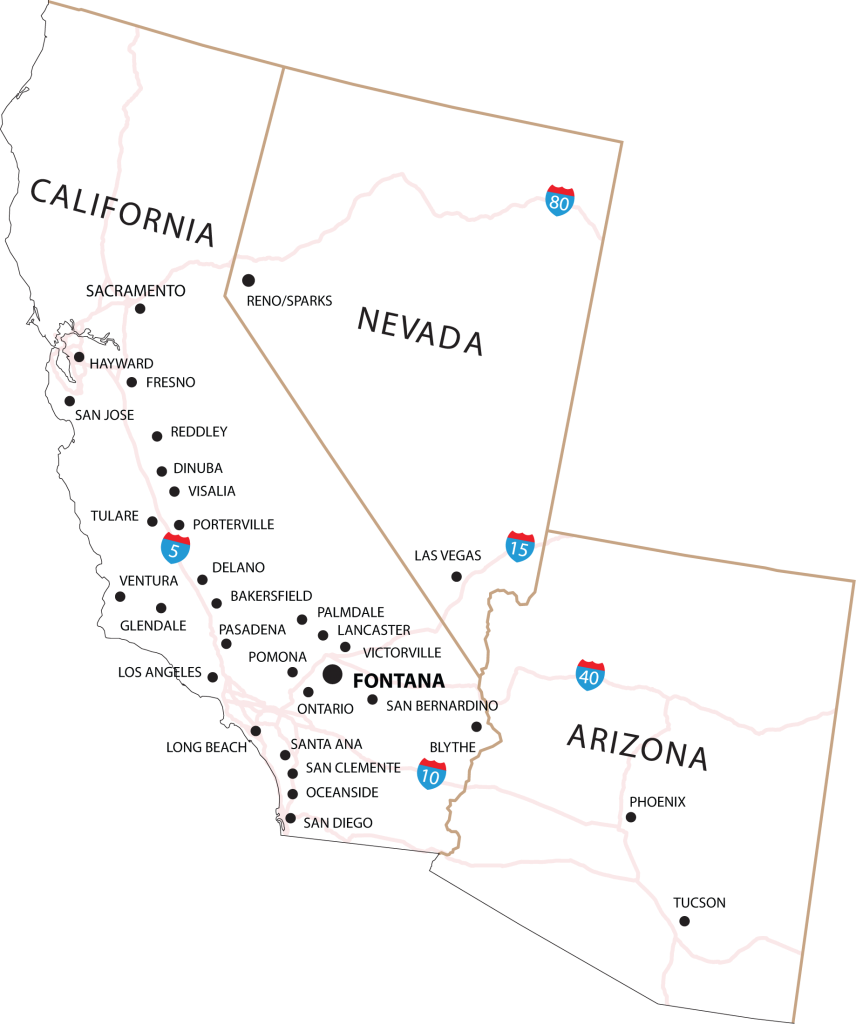 CALIFORNIA
80
SACRAMENTO
RENO/SPARKS
NEVADA
HAYWARD
FRESNO
SAN JOSE
REDDLEY
DINUBA
VISALIA
TULARE
PORTERVILLE
5
15
LAS VEGAS
DELANO
VENTURA
BAKERSFIELD
GLENDALE
PALMDALE
PASADENA
LANCASTER
VICTORVILLE
POMONA
LOS ANGELES
FONTANA
40
ONTARIO
SAN BERNARDINO
ARIZONA
LONG BEACH
SANTA ANA
BLYTHE
SAN CLEMENTE
10
OCEANSIDE
PHOENIX
SAN DIEGO
TUCSON